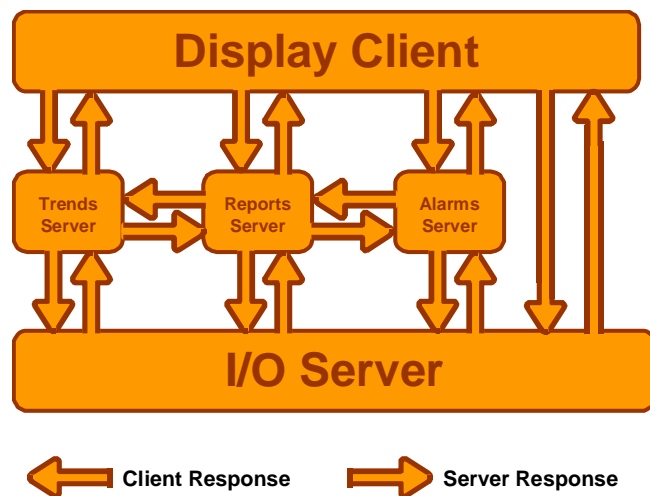 Display Client
Trends
Server
Reports
Server
Alarms
Server
I/O Server
Client Response
Server Response